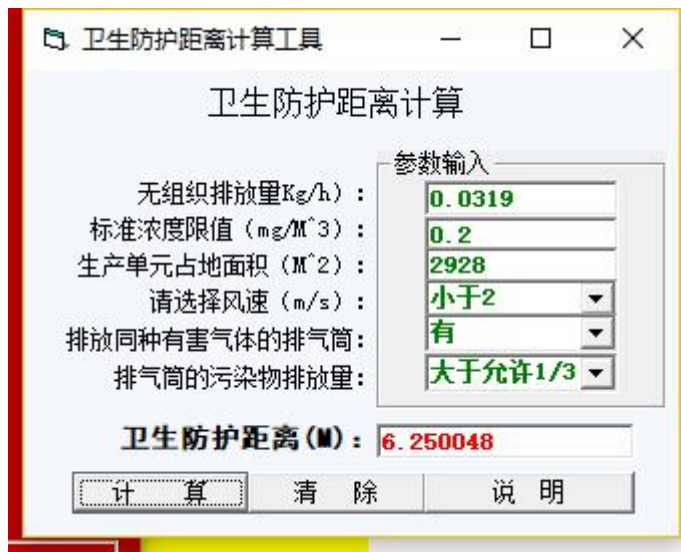 卫生防护距离计算工具
卫生防护距离计算
参数输入
无组织排放量Kg/h): 0.0319
标准浓度限值(mg/M^3): 0.2
生产单元占地面积(M^2): 2928
请选择风速(m/s): 小于2
排放同种有害气体的排气筒: 有
排气筒的污染物排放量: 大于允许1/3
卫生防护距离(M): 6.250048
计 算 清 除 说 明